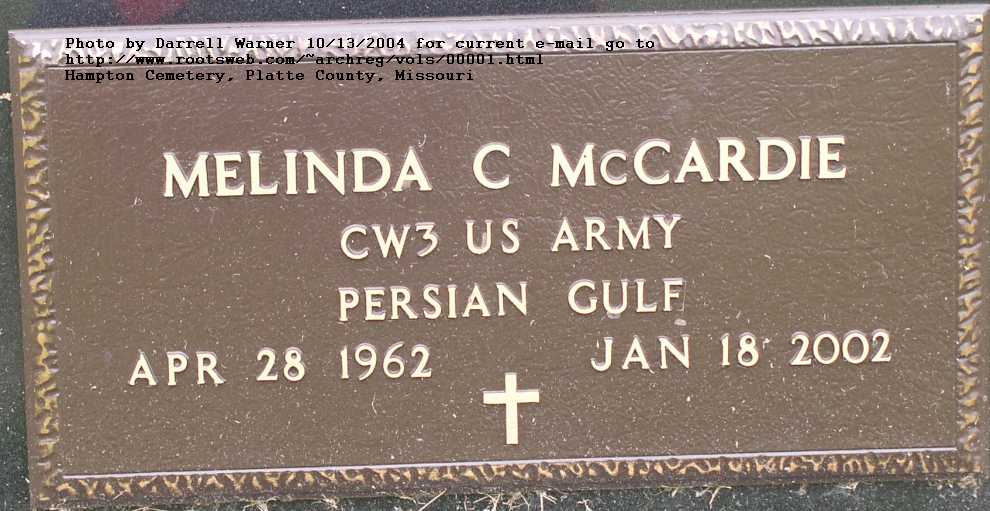 Photo by Darrell Warner 10/13/2004 for current e-mail go to
http://www.rootsweb.com/~archreg/vols/00001.html
Hampton Cemetery, Platte County, Missouri
MELINDA C McCARDIE
CW3 US ARMY
PERSIAN GULF
APR 28 1962 JAN 18 2002